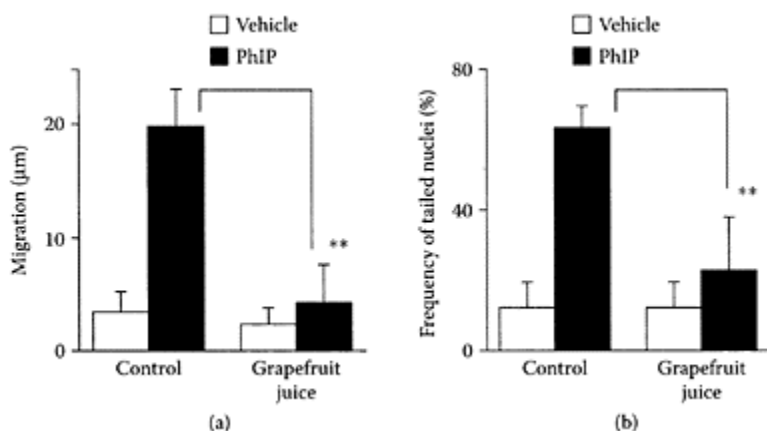 Vehicle
PhIP
20
10
0
Migration (μm)
Control
Grapefruit
juice
**
(a)
Vehicle
PhIP
80
40
0
Frequency of tailed nuclei (%)
Control
Grapefruit
juice
**
(b)